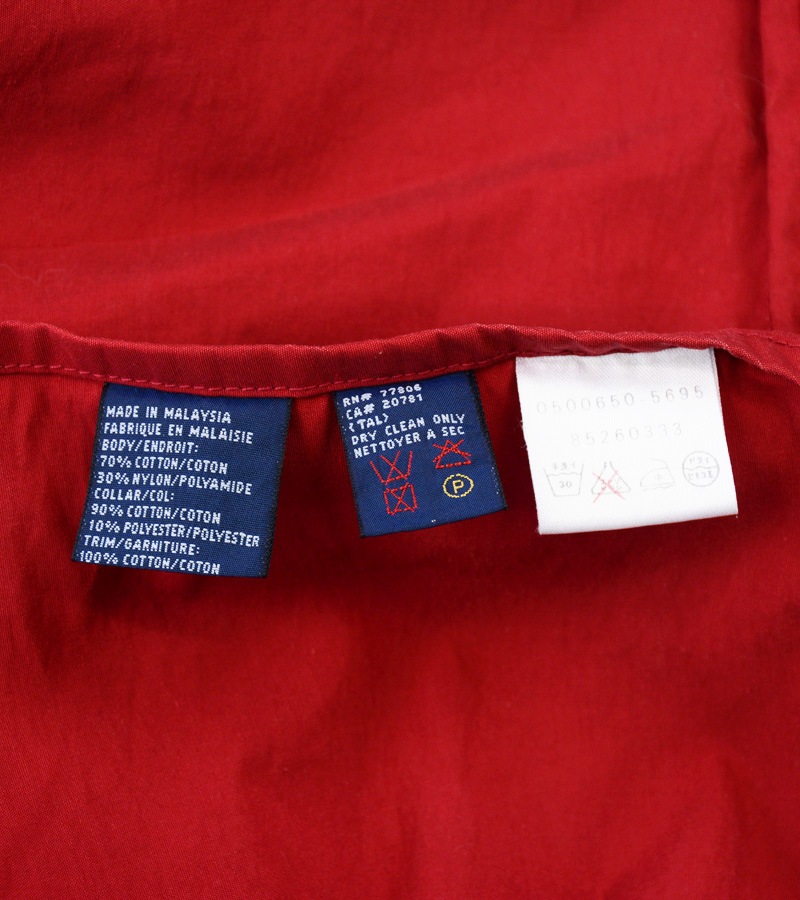 MADE IN MALAYSIA
FABRIQUE EN MALAISIE
BODY/ENDROIT:
70% COTTON/COTON
30% NYLON/POLYAMIDE
COLLAR/COL:
90% COTTON/COTON
10% POLYESTER/POLYESTER
TRIM/GARNITURE:
100% COTTON/COTON
RN# 77806
CA# 20781
(TAL)
DRY CLEAN ONLY
NETTOYER À SEC
P
0500650-5695
85260333
30